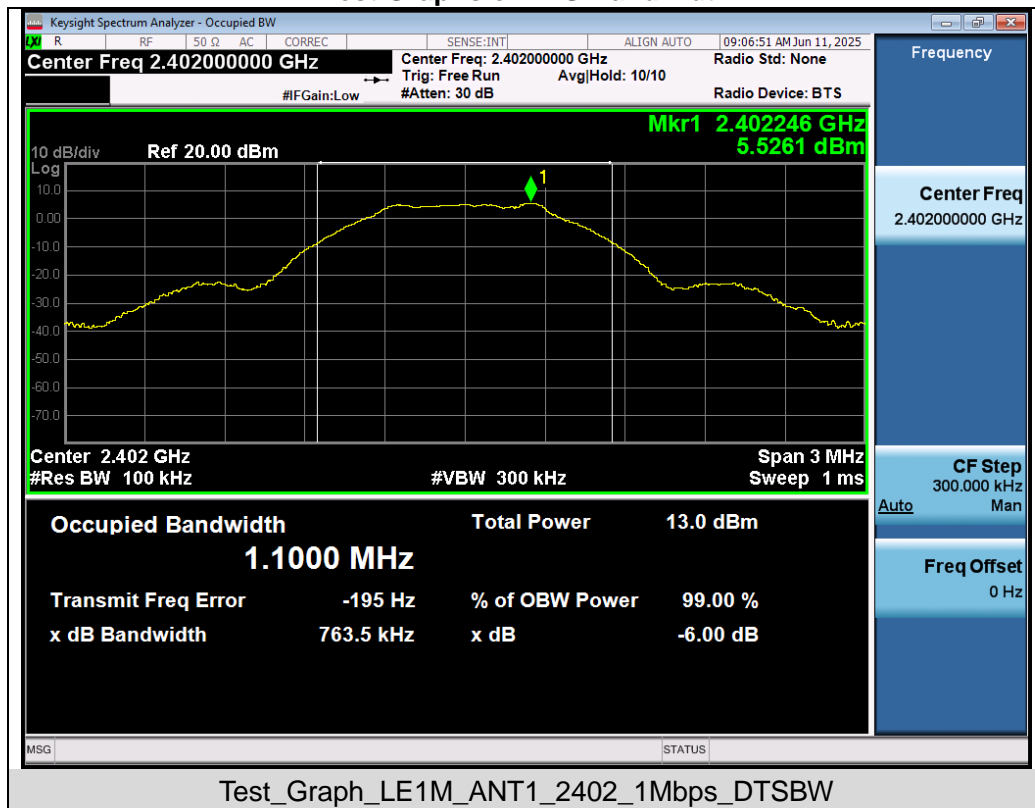 Keysight Spectrum Analyzer - Occupied BW
LXI R RF 50 Ω AC CORREC SENSE:INT ALIGN AUTO 09:06:51 AM Jun 11, 2025
Center Freq 2.402000000 GHz
Center Freq: 2.402000000 GHz Radio Std: None
Trig: Free Run Avg|Hold: 10/10
#IFGain:Low #Atten: 30 dB Radio Device: BTS
Frequency
Mkr1 2.402246 GHz
5.5261 dBm
10 dB/div Ref 20.00 dBm
Log
1
10.0
0.00
-10.0
-20.0
-30.0
-40.0
-50.0
-60.0
-70.0
Center 2.402 GHz Span 3 MHz
#Res BW 100 kHz #VBW 300 kHz Sweep 1 ms
Center Freq
2.402000000 GHz
CF Step
300.000 kHz
Auto Man
Freq Offset
0 Hz
Occupied Bandwidth Total Power 13.0 dBm
1.1000 MHz
Transmit Freq Error -195 Hz % of OBW Power 99.00 %
x dB Bandwidth 763.5 kHz x dB -6.00 dB
MSG STATUS
Test_Graph_LE1M_ANT1_2402_1Mbps_DTSBW